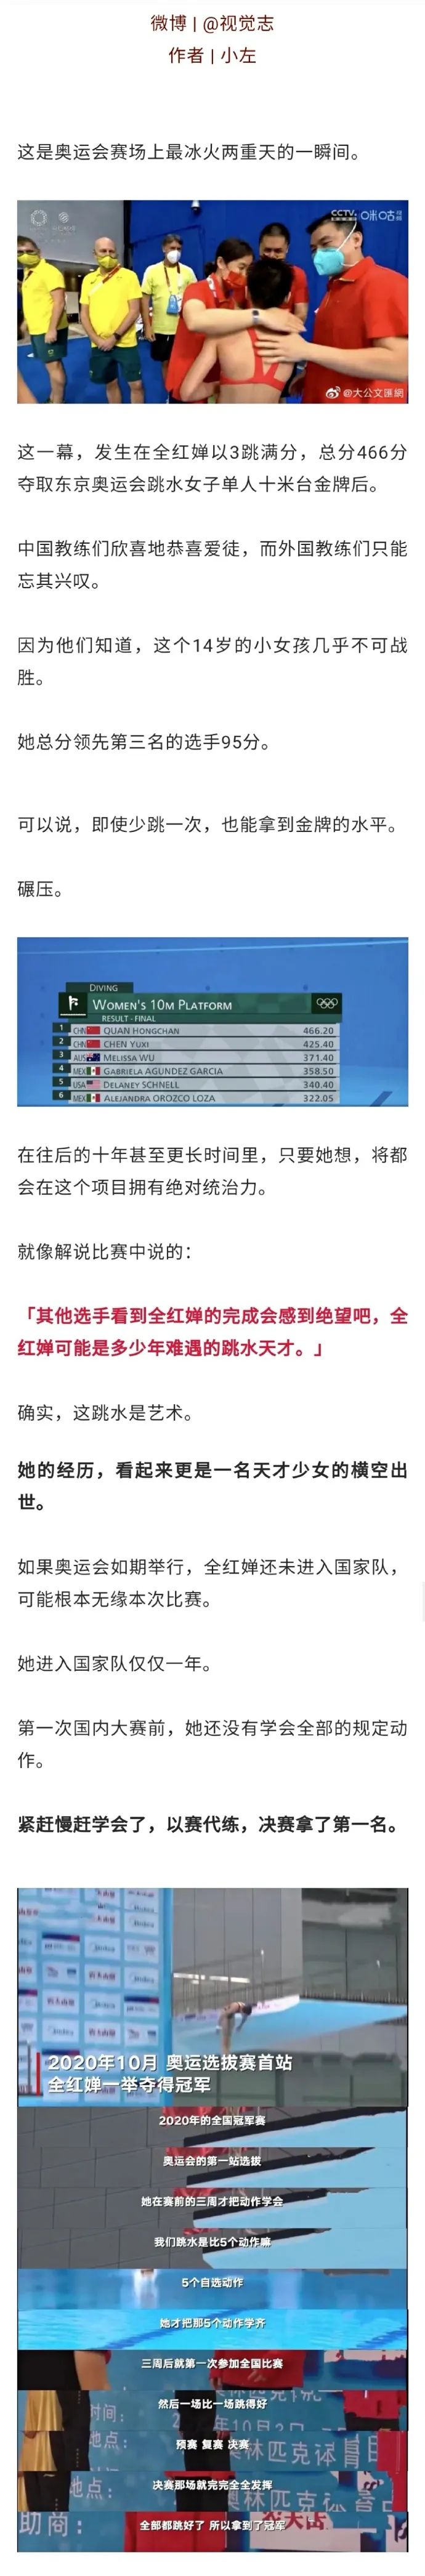 微博 | @视觉志
作者 | 小左
这是奥运会赛场上最冰火两重天的一瞬间。
CCTV. 咪咕
@大公文匯網
这一幕，发生在全红婵以3跳满分，总分466分
夺取东京奥运会跳水女子单人十米台金牌后。
中国教练们欣喜地恭喜爱徒，而外国教练们只能
忘其兴叹。
因为他们知道，这个14岁的小女孩几乎不可战
胜。
她总分领先第三名的选手95分。
可以说，即使少跳一次，也能拿到金牌的水平。
碾压。
DIVING
WOMEN'S 10M PLATFORM
RESULT - FINAL
1 CHN QUAN HONGCHAN 466.20
2 CHN CHEN YUXI 425.40
3 AUS MELISSA WU 371.40
4 MEX GABRIELA AGUNDEZ GARCIA 358.50
5 USA DELANEY SCHNELL 340.40
6 MEX ALEJANDRA OROZCO LOZA 322.05
在往后的十年甚至更长时间里，只要她想，将都
会在这个项目拥有绝对统治力。
就像解说比赛中说的：
「其他选手看到全红婵的完成会感到绝望吧，全
红婵可能是多少年难遇的跳水天才。」
确实，这跳水是艺术。
她的经历，看起来更是一名天才少女的横空出
世。
如果奥运会如期举行，全红婵还未进入国家队，
可能根本无缘本次比赛。
她进入国家队仅仅一年。
第一次国内大赛前，她还没有学会全部的规定动
作。
紧赶慢赶学会了，以赛代练，决赛拿了第一名。
2020年10月 奥运选拔赛首站
全红婵一举夺得冠军
2020年的全国冠军赛
奥运会的第一站选拔
她在赛前的三周才把动作学会
我们跳水是比5个动作嘛
5个自选动作
她才把那5个动作学齐
三周后就第一次参加全国比赛
然后一场比一场跳得好
时间：
年10月2日
预赛 复赛 决赛
地点：
林匹克体育
决赛那场就完完全全发挥
地点：
奥林匹克体育
全部都跳好了 所以拿到了冠军
助商：